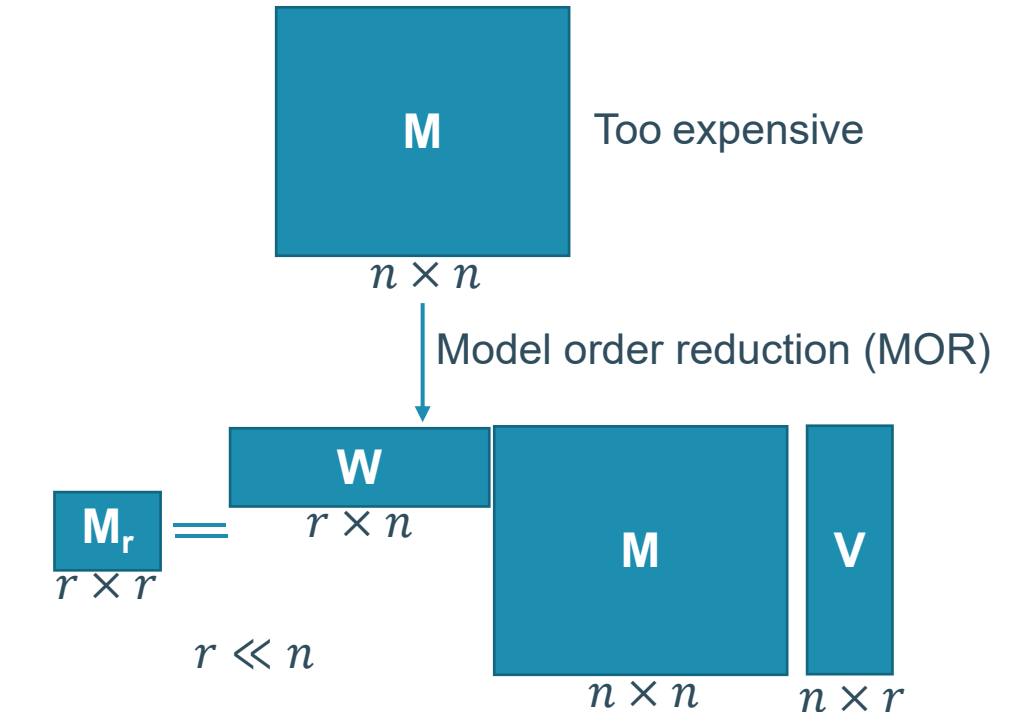 M
Too expensive
n × n
Model order reduction (MOR)
W
r × n
Mᵣ
=
r × r
M
V
r ≪ n
n × n
n × r